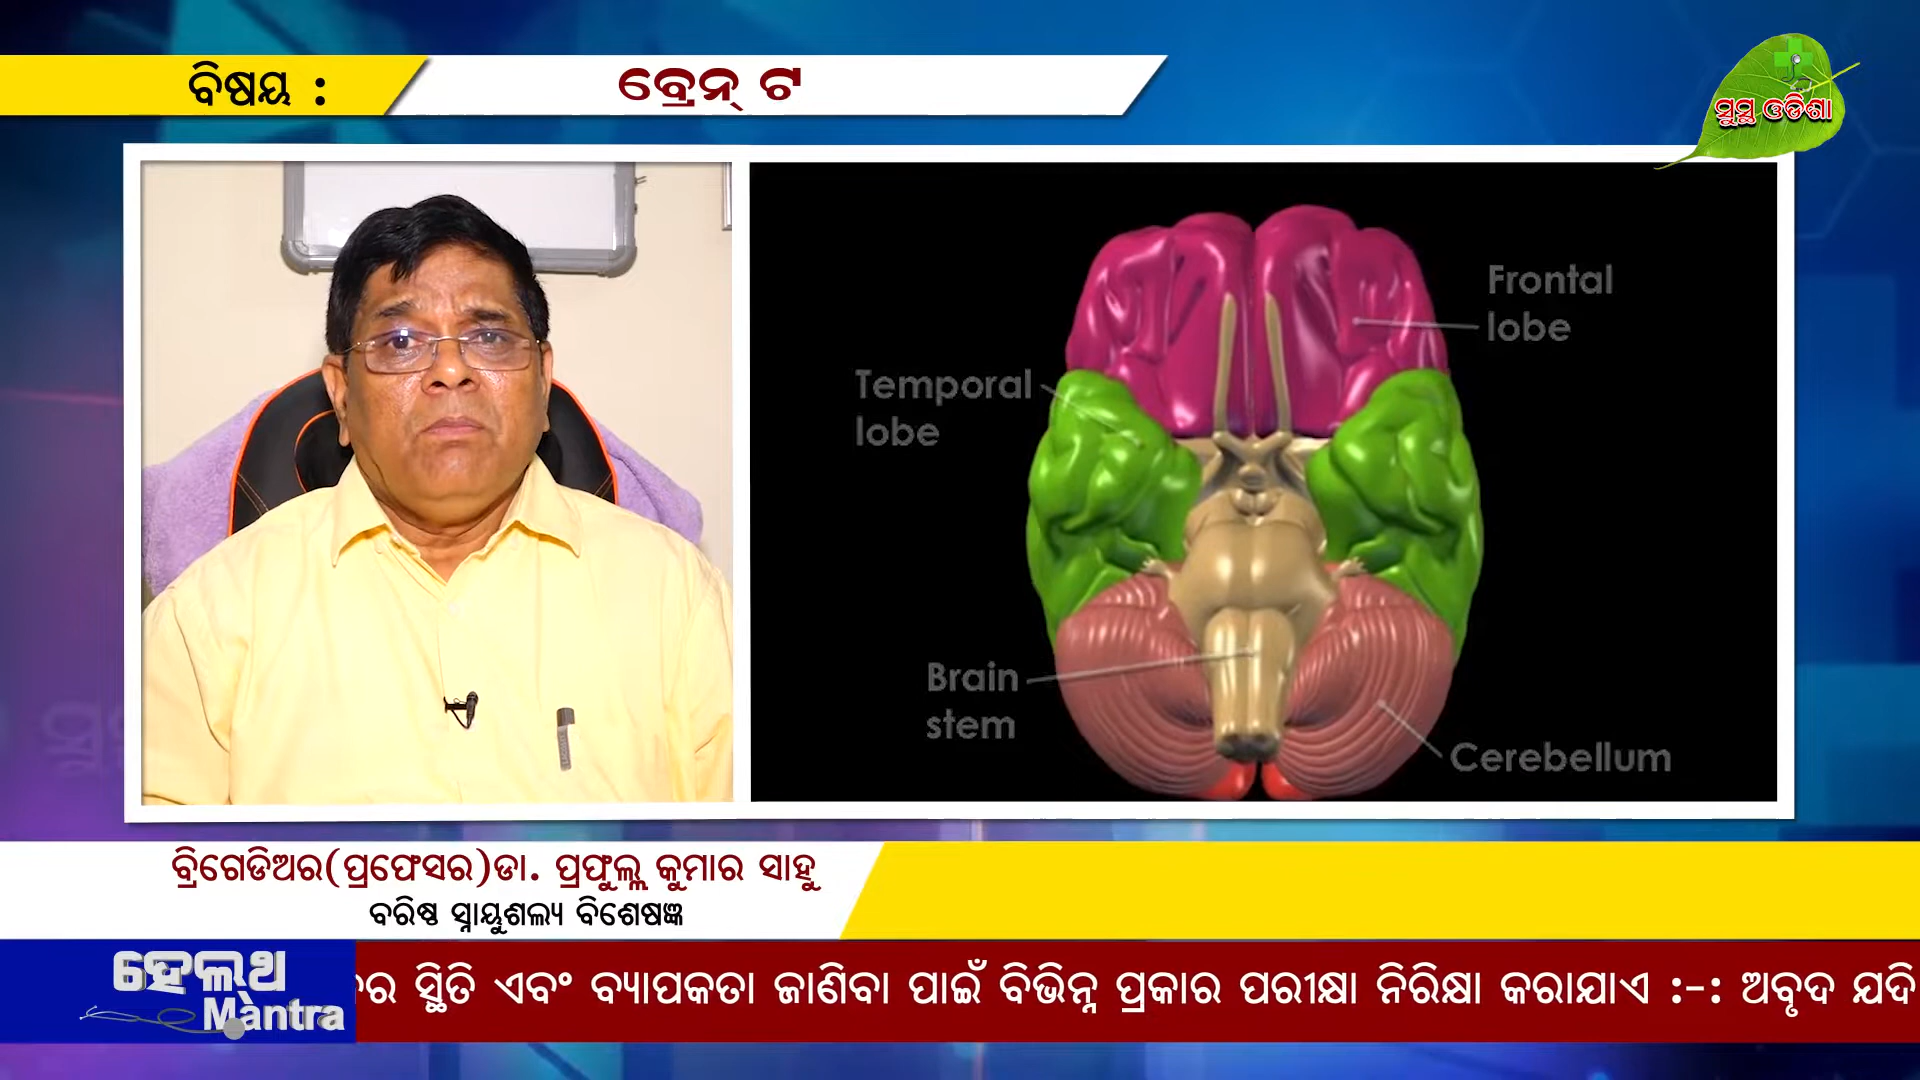 ବିଷୟ :
ବ୍ରେନ୍ ଟ
ସୁସ୍ଥ ଓଡିଶା
Frontal
lobe
Temporal
lobe
Brain
stem
Cerebellum
ବ୍ରିଗେଡିଅର(ପ୍ରଫେସର)ଡା. ପ୍ରଫୁଲ୍ଲ କୁମାର ସାହୁ
ବରିଷ୍ଠ ସ୍ନାୟୁଶଲ୍ୟ ବିଶେଷଜ୍ଞ
ହେଲଥ
Mantra
ର ସ୍ଥିତି ଏବଂ ବ୍ୟାପକତା ଜାଣିବା ପାଇଁ ବିଭିନ୍ନ ପ୍ରକାର ପରୀକ୍ଷା ନିରିକ୍ଷା କରାଯାଏ :-: ଅବୃଦ ଯଦି